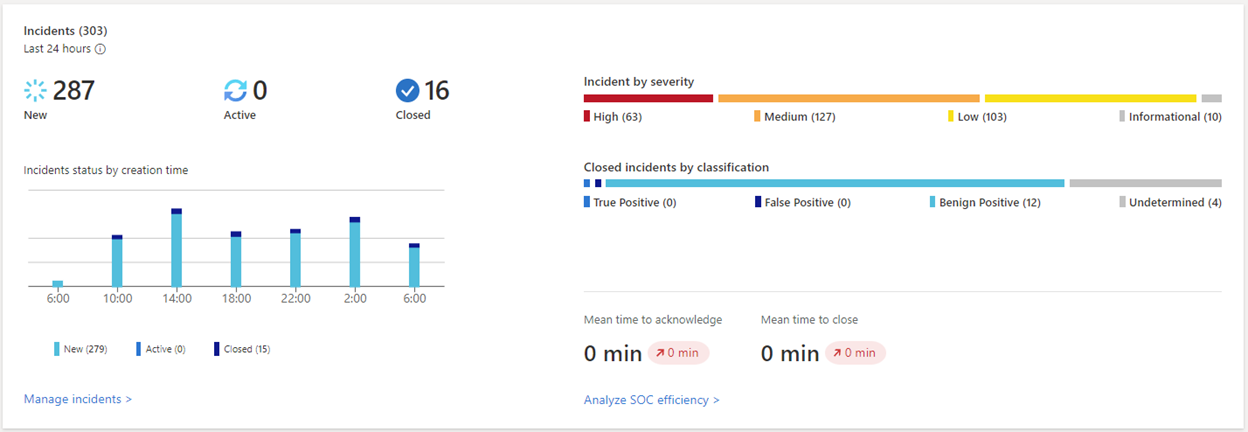 Incidents (303)
Last 24 hours
287
New
0
Active
16
Closed
Incidents status by creation time
6:00 10:00 14:00 18:00 22:00 2:00 6:00
New (279) Active (0) Closed (15)
Manage incidents >
Incident by severity
High (63) Medium (127) Low (103) Informational (10)
Closed incidents by classification
True Positive (0) False Positive (0) Benign Positive (12) Undetermined (4)
Mean time to acknowledge
0 min 0 min
Mean time to close
0 min 0 min
Analyze SOC efficiency >